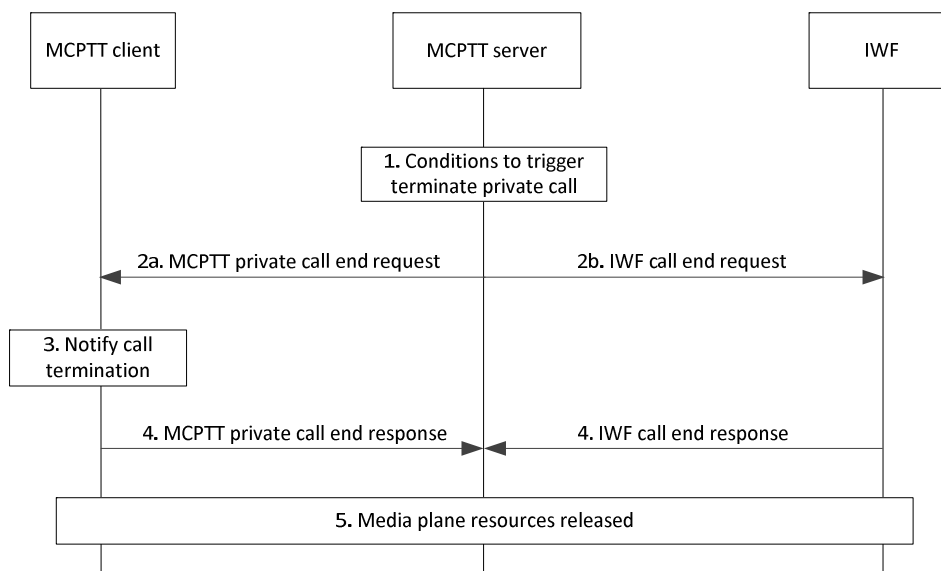 MCPTT client
MCPTT server
IWF
1. Conditions to trigger
terminate private call
2a. MCPTT private call end request
2b. IWF call end request
3. Notify call
termination
4. MCPTT private call end response
4. IWF call end response
5. Media plane resources released